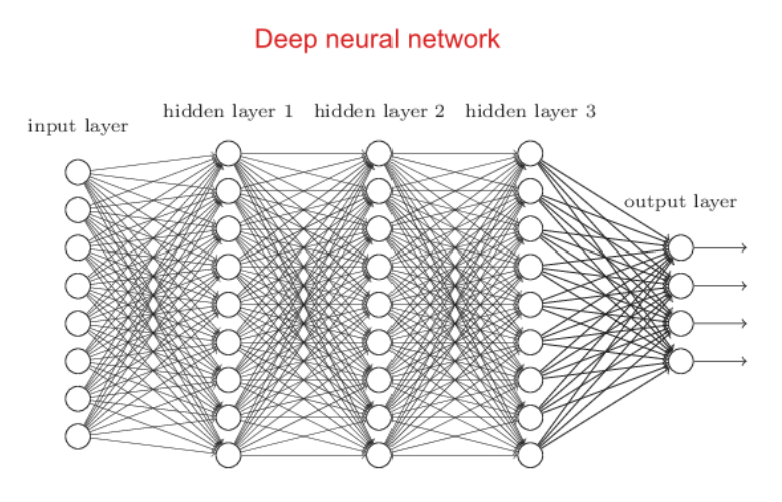 Deep neural network
hidden layer 1 hidden layer 2 hidden layer 3
input layer
output layer